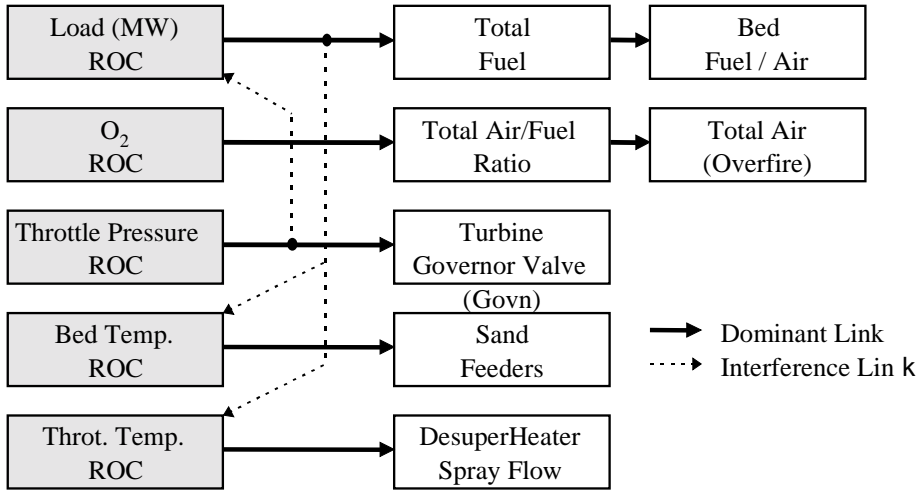 Load (MW)
ROC
Total
Fuel
Bed
Fuel / Air
O₂
ROC
Total Air/Fuel
Ratio
Total Air
(Overfire)
Throttle Pressure
ROC
Turbine
Governor Valve
(Govn)
Bed Temp.
ROC
Sand
Feeders
Dominant Link
Interference Lin k
Throt. Temp.
ROC
DesuperHeater
Spray Flow